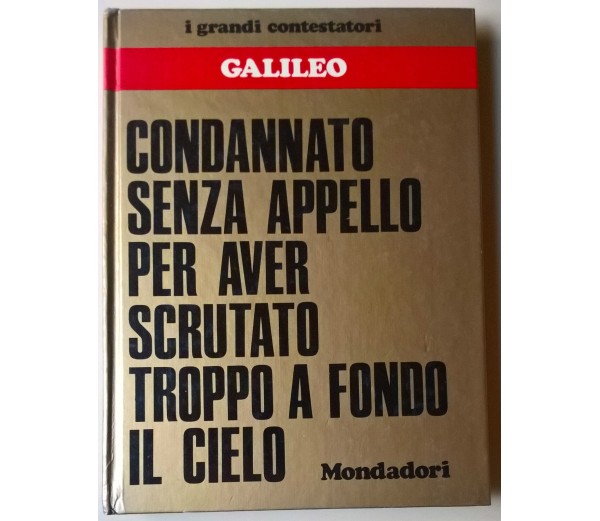 i grandi contestatori
GALILEO
CONDANNATO
SENZA APPELLO
PER AVER
SCRUTATO
TROPPO A FONDO
IL CIELO
Mondadori